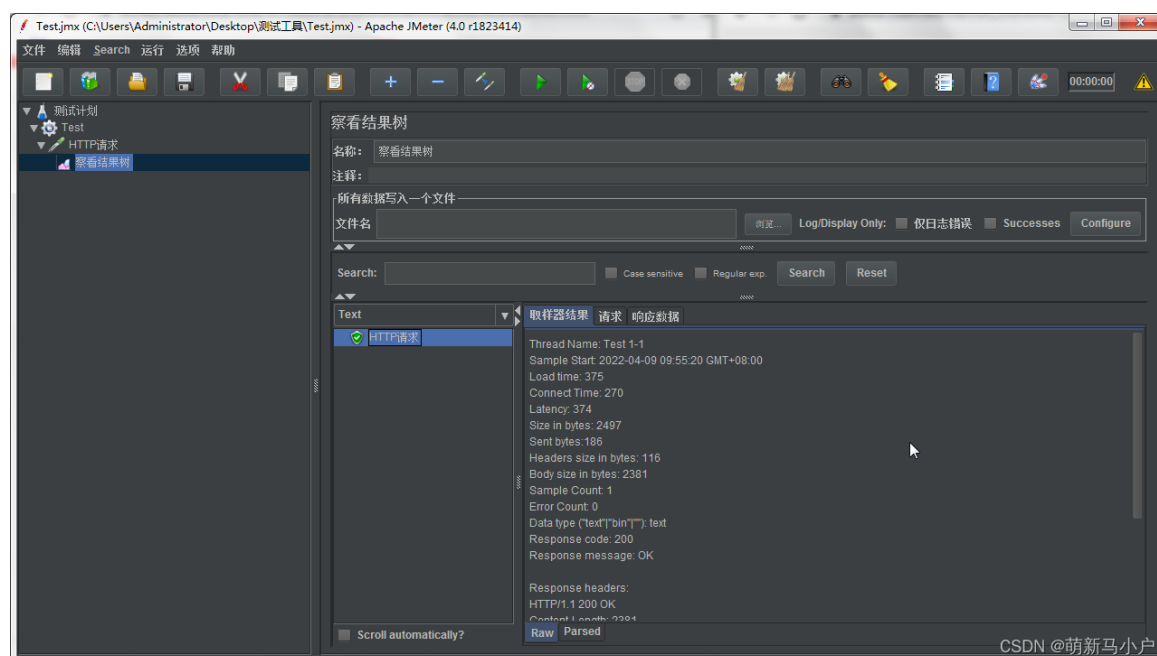 Test.jmx (C:\Users\Administrator\Desktop\测试工具\Test.jmx) - Apache JMeter (4.0 r1823414)
文件 编辑 Search 运行 选项 帮助
00:00:00
测试计划
Test
HTTP请求
察看结果树
察看结果树
名称： 察看结果树
注释：
所有数据写入一个文件
文件名 浏览... Log/Display Only: 仅日志错误 Successes Configure
Search: Case sensitive Regular exp. Search Reset
Text
HTTP请求
Scroll automatically?
取样器结果 请求 响应数据
Thread Name: Test 1-1
Sample Start: 2022-04-09 09:55:20 GMT+08:00
Load time: 375
Connect Time: 270
Latency: 374
Size in bytes: 2497
Sent bytes:186
Headers size in bytes: 116
Body size in bytes: 2381
Sample Count: 1
Error Count: 0
Data type ("text"|"bin"|""): text
Response code: 200
Response message: OK
Response headers:
HTTP/1.1 200 OK
Content-Length: 2381
Raw Parsed
CSDN @萌新马小户